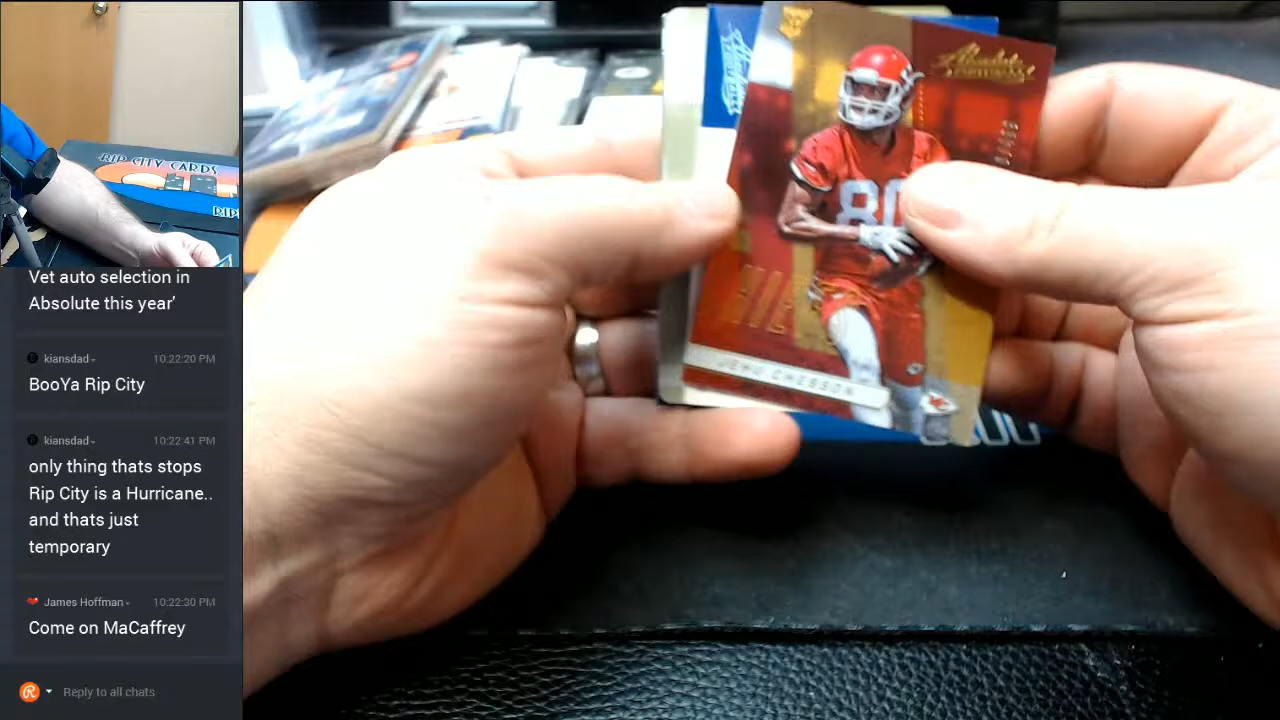 RIP CITY CARDS
RIP
Vet auto selection in
Absolute this year'
kiansdad
10:22:20 PM
BooYa Rip City
kiansdad
10:22:41 PM
only thing thats stops
Rip City is a Hurricane..
and thats just
temporary
James Hoffman
10:22:30 PM
Come on MaCaffrey
Reply to all chats
Absolute
80
JEHU CHESSON